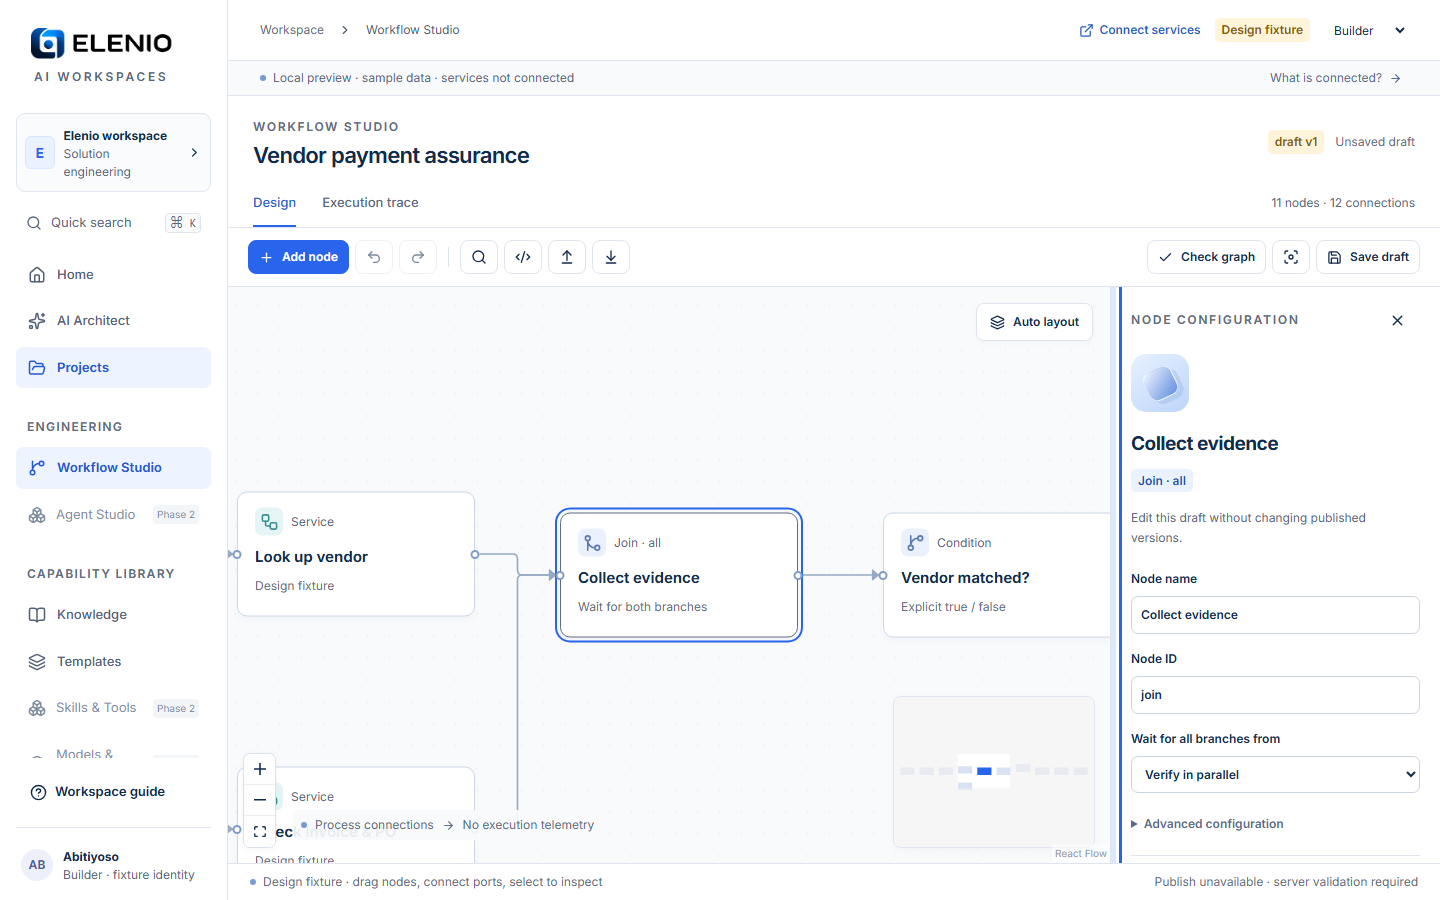 ELENIO
AI WORKSPACES
E
Elenio workspace
Solution
engineering
Quick search
⌘ K
Home
AI Architect
Projects
ENGINEERING
Workflow Studio
Agent Studio
Phase 2
CAPABILITY LIBRARY
Knowledge
Templates
Skills & Tools
Phase 2
Models &
Workspace guide
AB
Abitiyoso
Builder · fixture identity
Workspace
Workflow Studio
Connect services
Design fixture
Builder
Local preview · sample data · services not connected
What is connected? →
WORKFLOW STUDIO
Vendor payment assurance
draft v1
Unsaved draft
Design
Execution trace
11 nodes · 12 connections
Add node
Check graph
Save draft
Auto layout
Service
Look up vendor
Design fixture
Join · all
Collect evidence
Wait for both branches
Condition
Vendor matched?
Explicit true / false
Service
eck invoice & PO
Design fixture
Process connections → No execution telemetry
React Flow
NODE CONFIGURATION
Collect evidence
Join · all
Edit this draft without changing published
versions.
Node name
Collect evidence
Node ID
join
Wait for all branches from
Verify in parallel
Advanced configuration
Design fixture · drag nodes, connect ports, select to inspect
Publish unavailable · server validation required